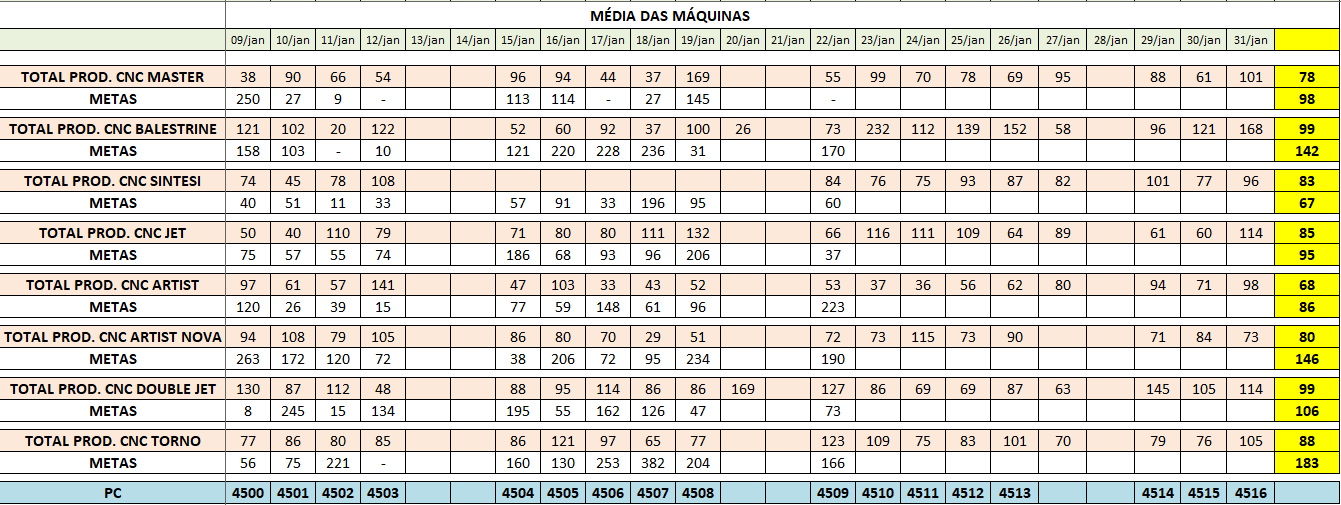 MÉDIA DAS MÁQUINAS
09/jan 10/jan 11/jan 12/jan 13/jan 14/jan 15/jan 16/jan 17/jan 18/jan 19/jan 20/jan 21/jan 22/jan 23/jan 24/jan 25/jan 26/jan 27/jan 28/jan 29/jan 30/jan 31/jan
TOTAL PROD. CNC MASTER 38 90 66 54 96 94 44 37 169 55 99 70 78 69 95 88 61 101 78
METAS 250 27 9 - 113 114 - 27 145 - 98
TOTAL PROD. CNC BALESTRINE 121 102 20 122 52 60 92 37 100 26 73 232 112 139 152 58 96 121 168 99
METAS 158 103 - 10 121 220 228 236 31 170 142
TOTAL PROD. CNC SINTESI 74 45 78 108 84 76 75 93 87 82 101 77 96 83
METAS 40 51 11 33 57 91 33 196 95 60 67
TOTAL PROD. CNC JET 50 40 110 79 71 80 80 111 132 66 116 111 109 64 89 61 60 114 85
METAS 75 57 55 74 186 68 93 96 206 37 95
TOTAL PROD. CNC ARTIST 97 61 57 141 47 103 33 43 52 53 37 36 56 62 80 94 71 98 68
METAS 120 26 39 15 77 59 148 61 96 223 86
TOTAL PROD. CNC ARTIST NOVA 94 108 79 105 86 80 70 29 51 72 73 115 73 90 71 84 73 80
METAS 263 172 120 72 38 206 72 95 234 190 146
TOTAL PROD. CNC DOUBLE JET 130 87 112 48 88 95 114 86 86 169 127 86 69 69 87 63 145 105 114 99
METAS 8 245 15 134 195 55 162 126 47 73 106
TOTAL PROD. CNC TORNO 77 86 80 85 86 121 97 65 77 123 109 75 83 101 70 79 76 105 88
METAS 56 75 221 - 160 130 253 382 204 166 183
PC 4500 4501 4502 4503 4504 4505 4506 4507 4508 4509 4510 4511 4512 4513 4514 4515 4516